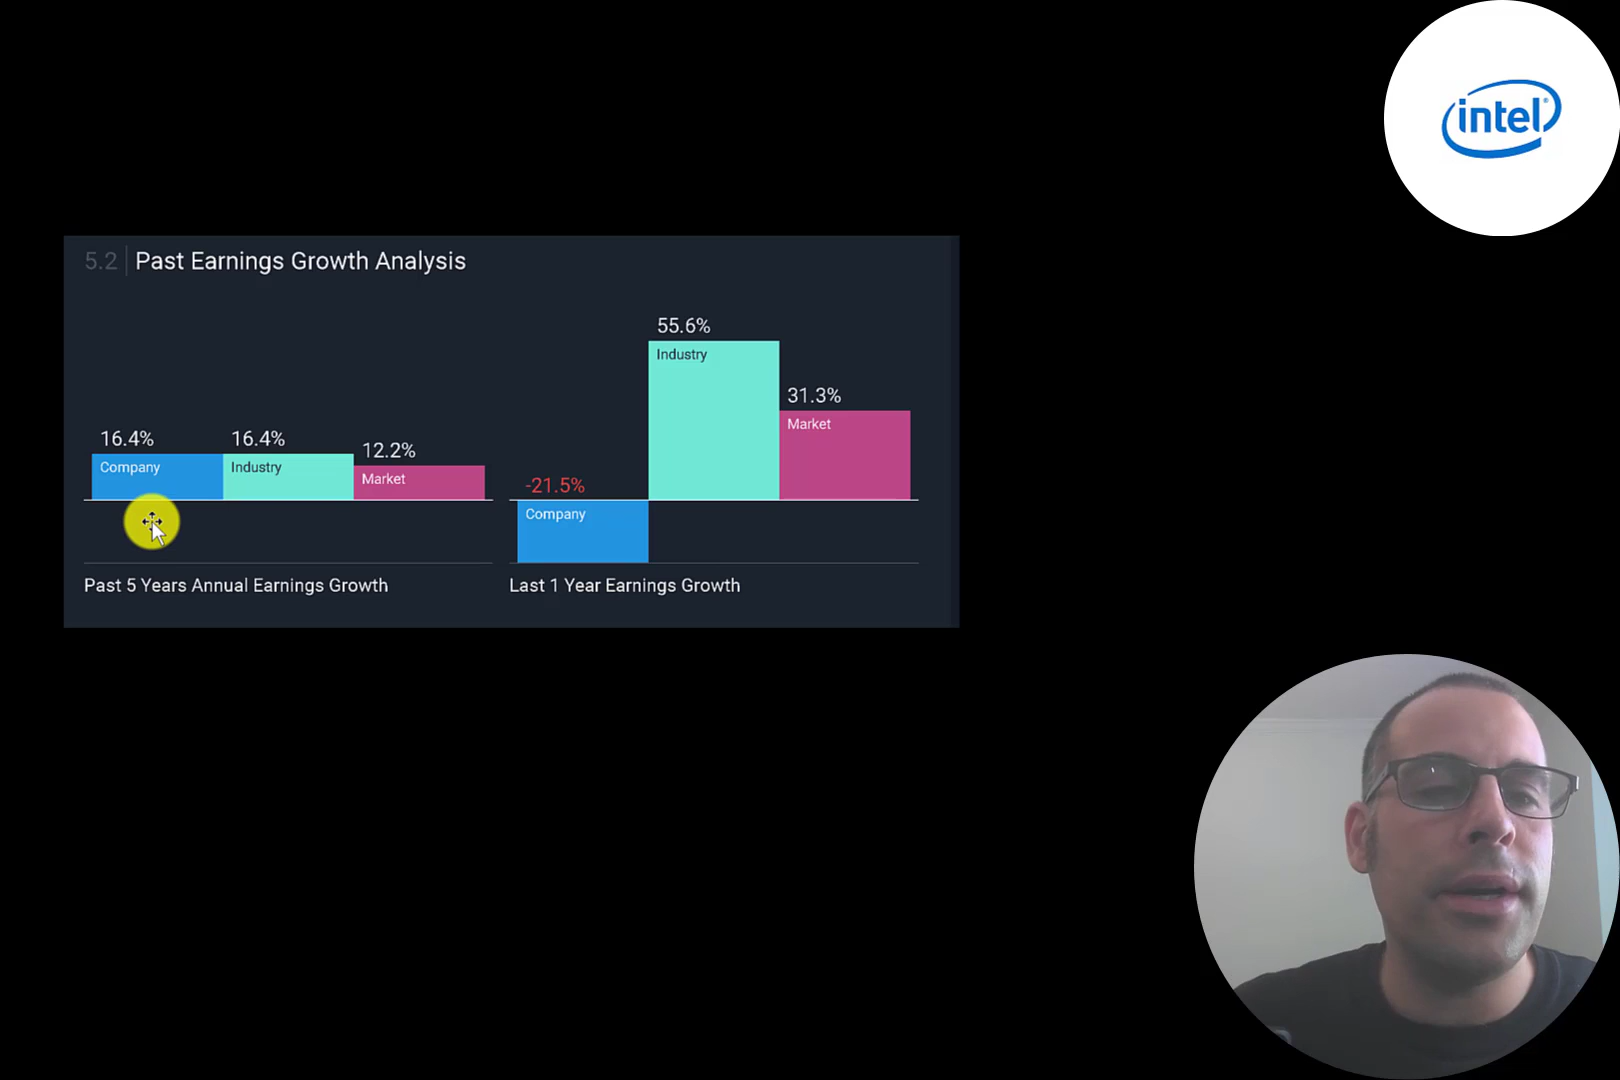 intel®
5.2 Past Earnings Growth Analysis
16.4%
Company
16.4%
Industry
12.2%
Market
Past 5 Years Annual Earnings Growth
-21.5%
Company
55.6%
Industry
31.3%
Market
Last 1 Year Earnings Growth